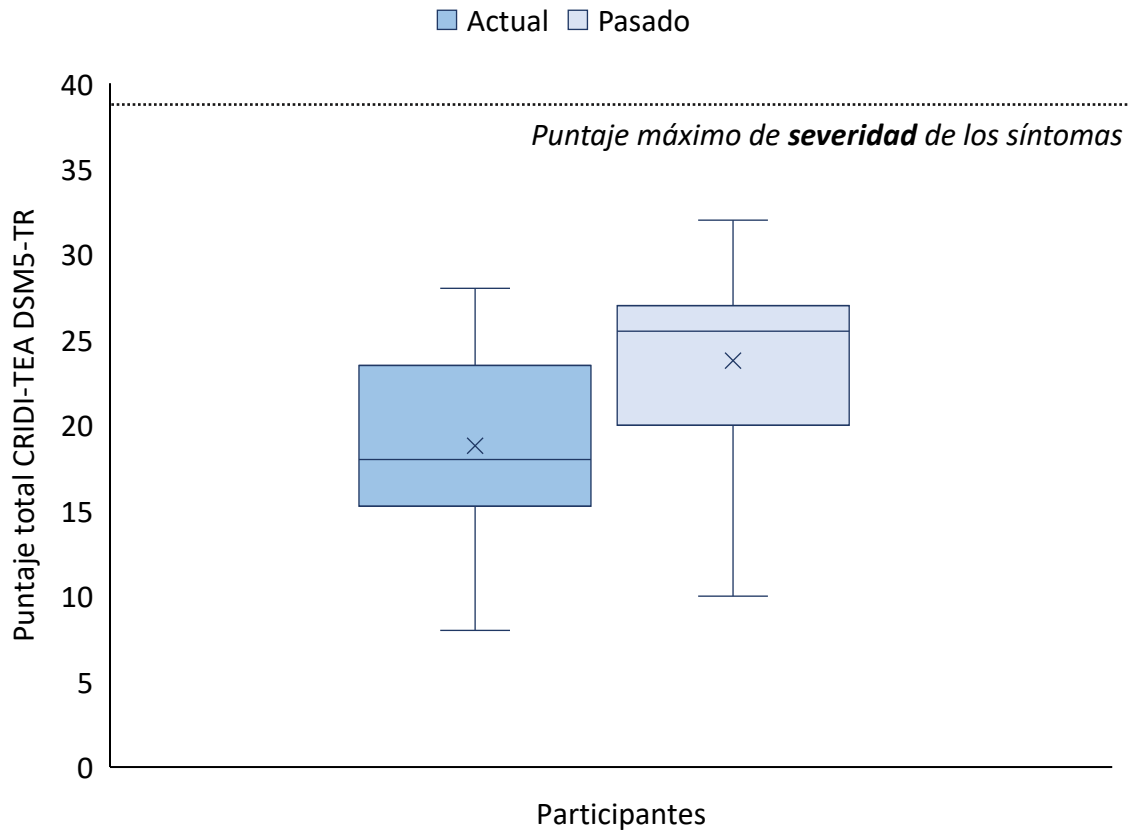 Actual Pasado
40
Puntaje máximo de severidad de los síntomas
35
30
25
20
15
10
5
0
Puntaje total CRIDI-TEA DSM5-TR
Participantes